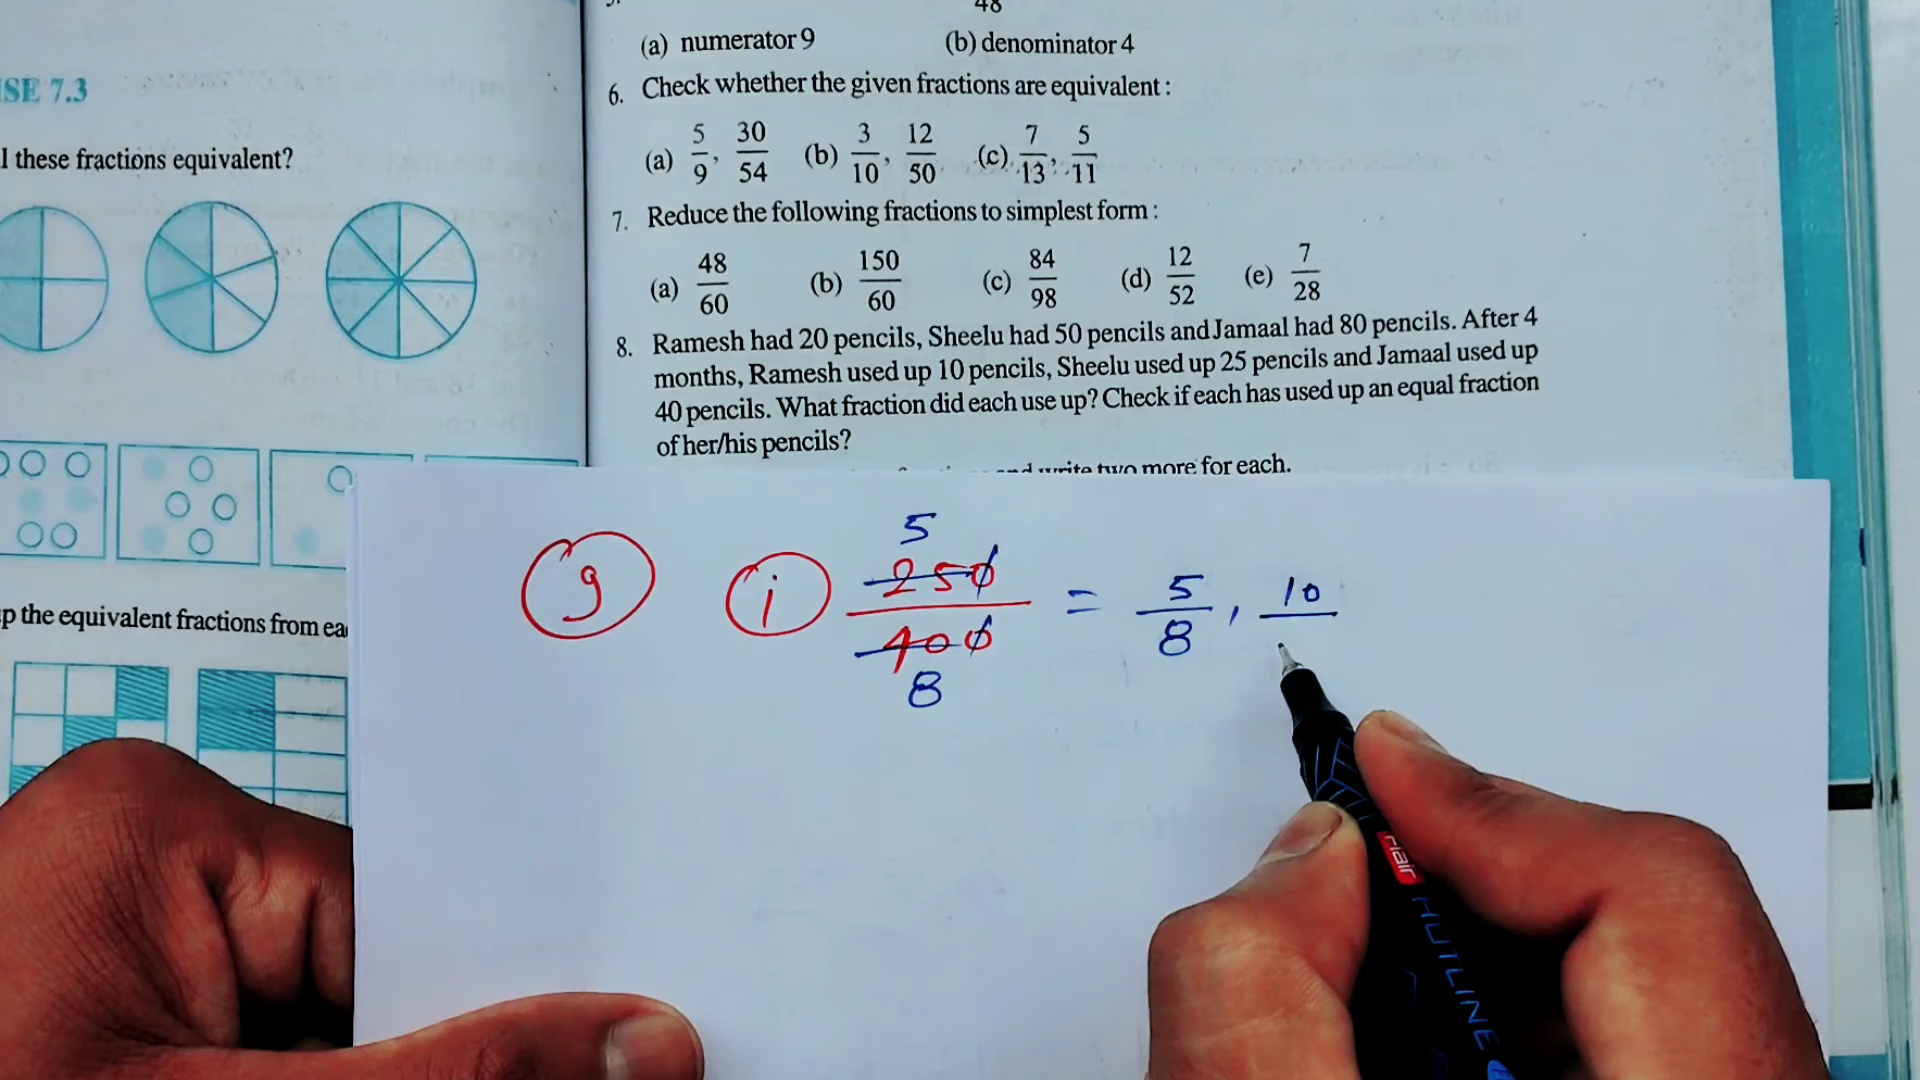 48
(a) numerator 9 (b) denominator 4
SE 7.3
6. Check whether the given fractions are equivalent :
(a) 5/9, 30/54 (b) 3/10, 12/50 (c) 7/13, 5/11
l these fractions equivalent?
7. Reduce the following fractions to simplest form :
(a) 48/60 (b) 150/60 (c) 84/98 (d) 12/52 (e) 7/28
8. Ramesh had 20 pencils, Sheelu had 50 pencils and Jamaal had 80 pencils. After 4
months, Ramesh used up 10 pencils, Sheelu used up 25 pencils and Jamaal used up
40 pencils. What fraction did each use up? Check if each has used up an equal fraction
of her/his pencils?
write two more for each.
p the equivalent fractions from ea
5
9 i 250/400 = 5/8, 10
8
flair
HUTLINE